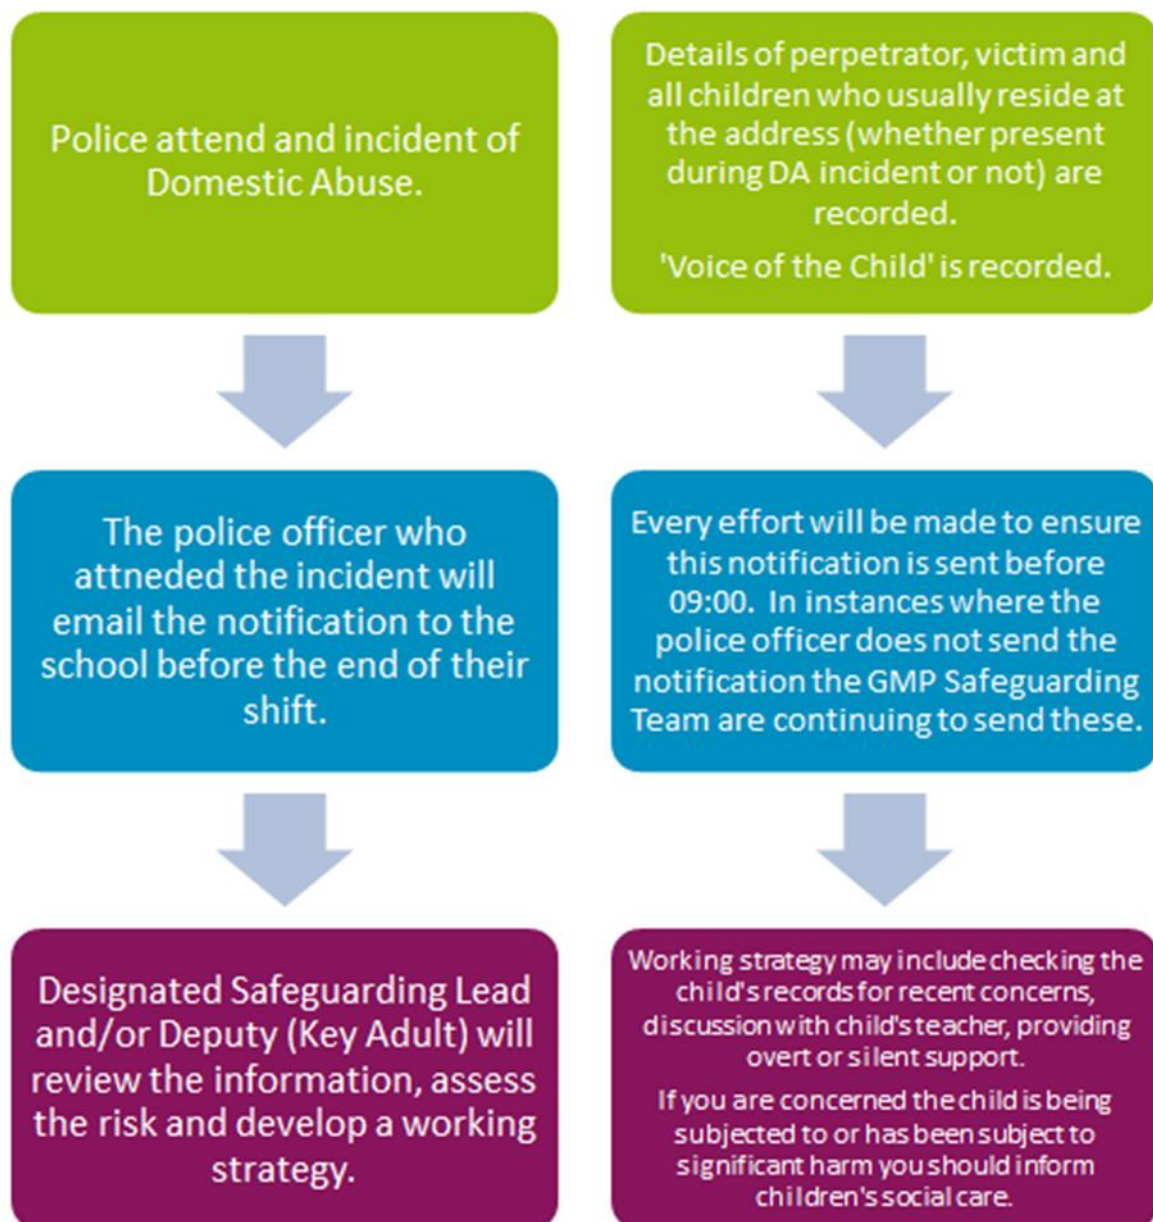 Police attend and incident of
Domestic Abuse.
Details of perpetrator, victim and
all children who usually reside at
the address (whether present
during DA incident or not) are
recorded.
'Voice of the Child' is recorded.
The police officer who
attneded the incident will
email the notification to the
school before the end of their
shift.
Every effort will be made to ensure
this notification is sent before
09:00. In instances where the
police officer does not send the
notification the GMP Safeguarding
Team are continuing to send these.
Designated Safeguarding Lead
and/or Deputy (Key Adult) will
review the information, assess
the risk and develop a working
strategy.
Working strategy may include checking the
child's records for recent concerns,
discussion with child's teacher, providing
overt or silent support.
If you are concerned the child is being
subjected to or has been subject to
significant harm you should inform
children's social care.